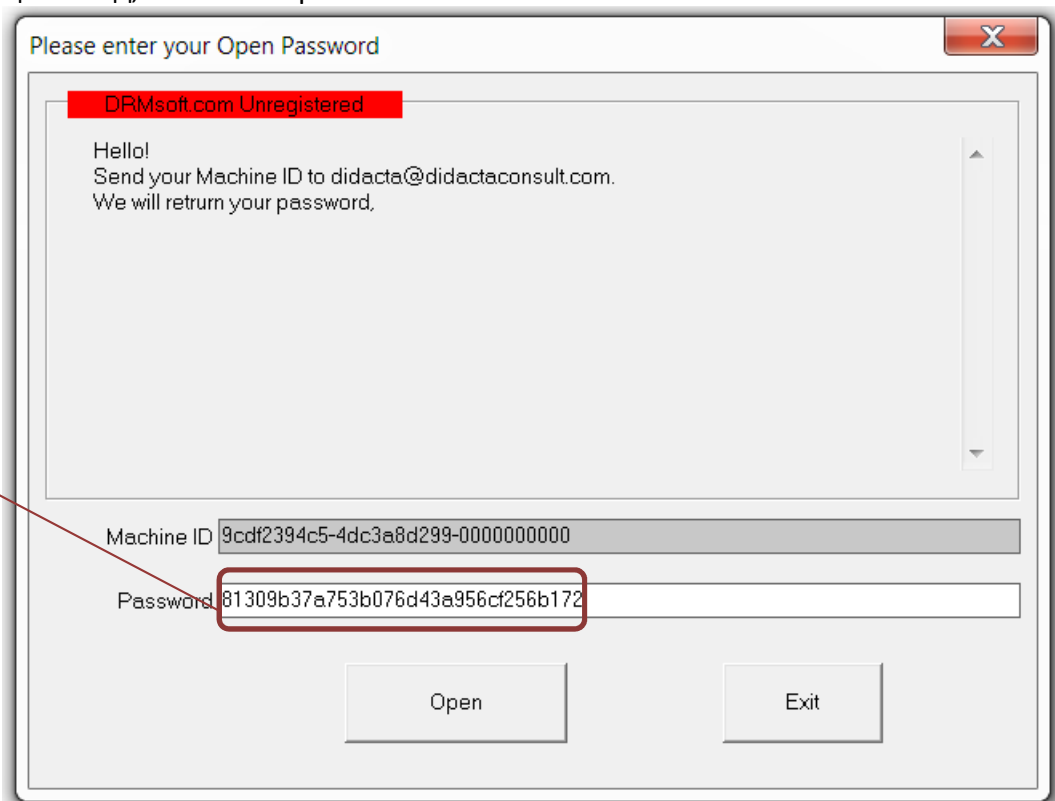 Please enter your Open Password
DRMsoft.com Unregistered
Hello!
Send your Machine ID to didacta@didactaconsult.com.
We will retrurn your password,
Machine ID 9cdf2394c5-4dc3a8d299-0000000000
Password 81309b37a753b076d43a956cf256b172
Open Exit